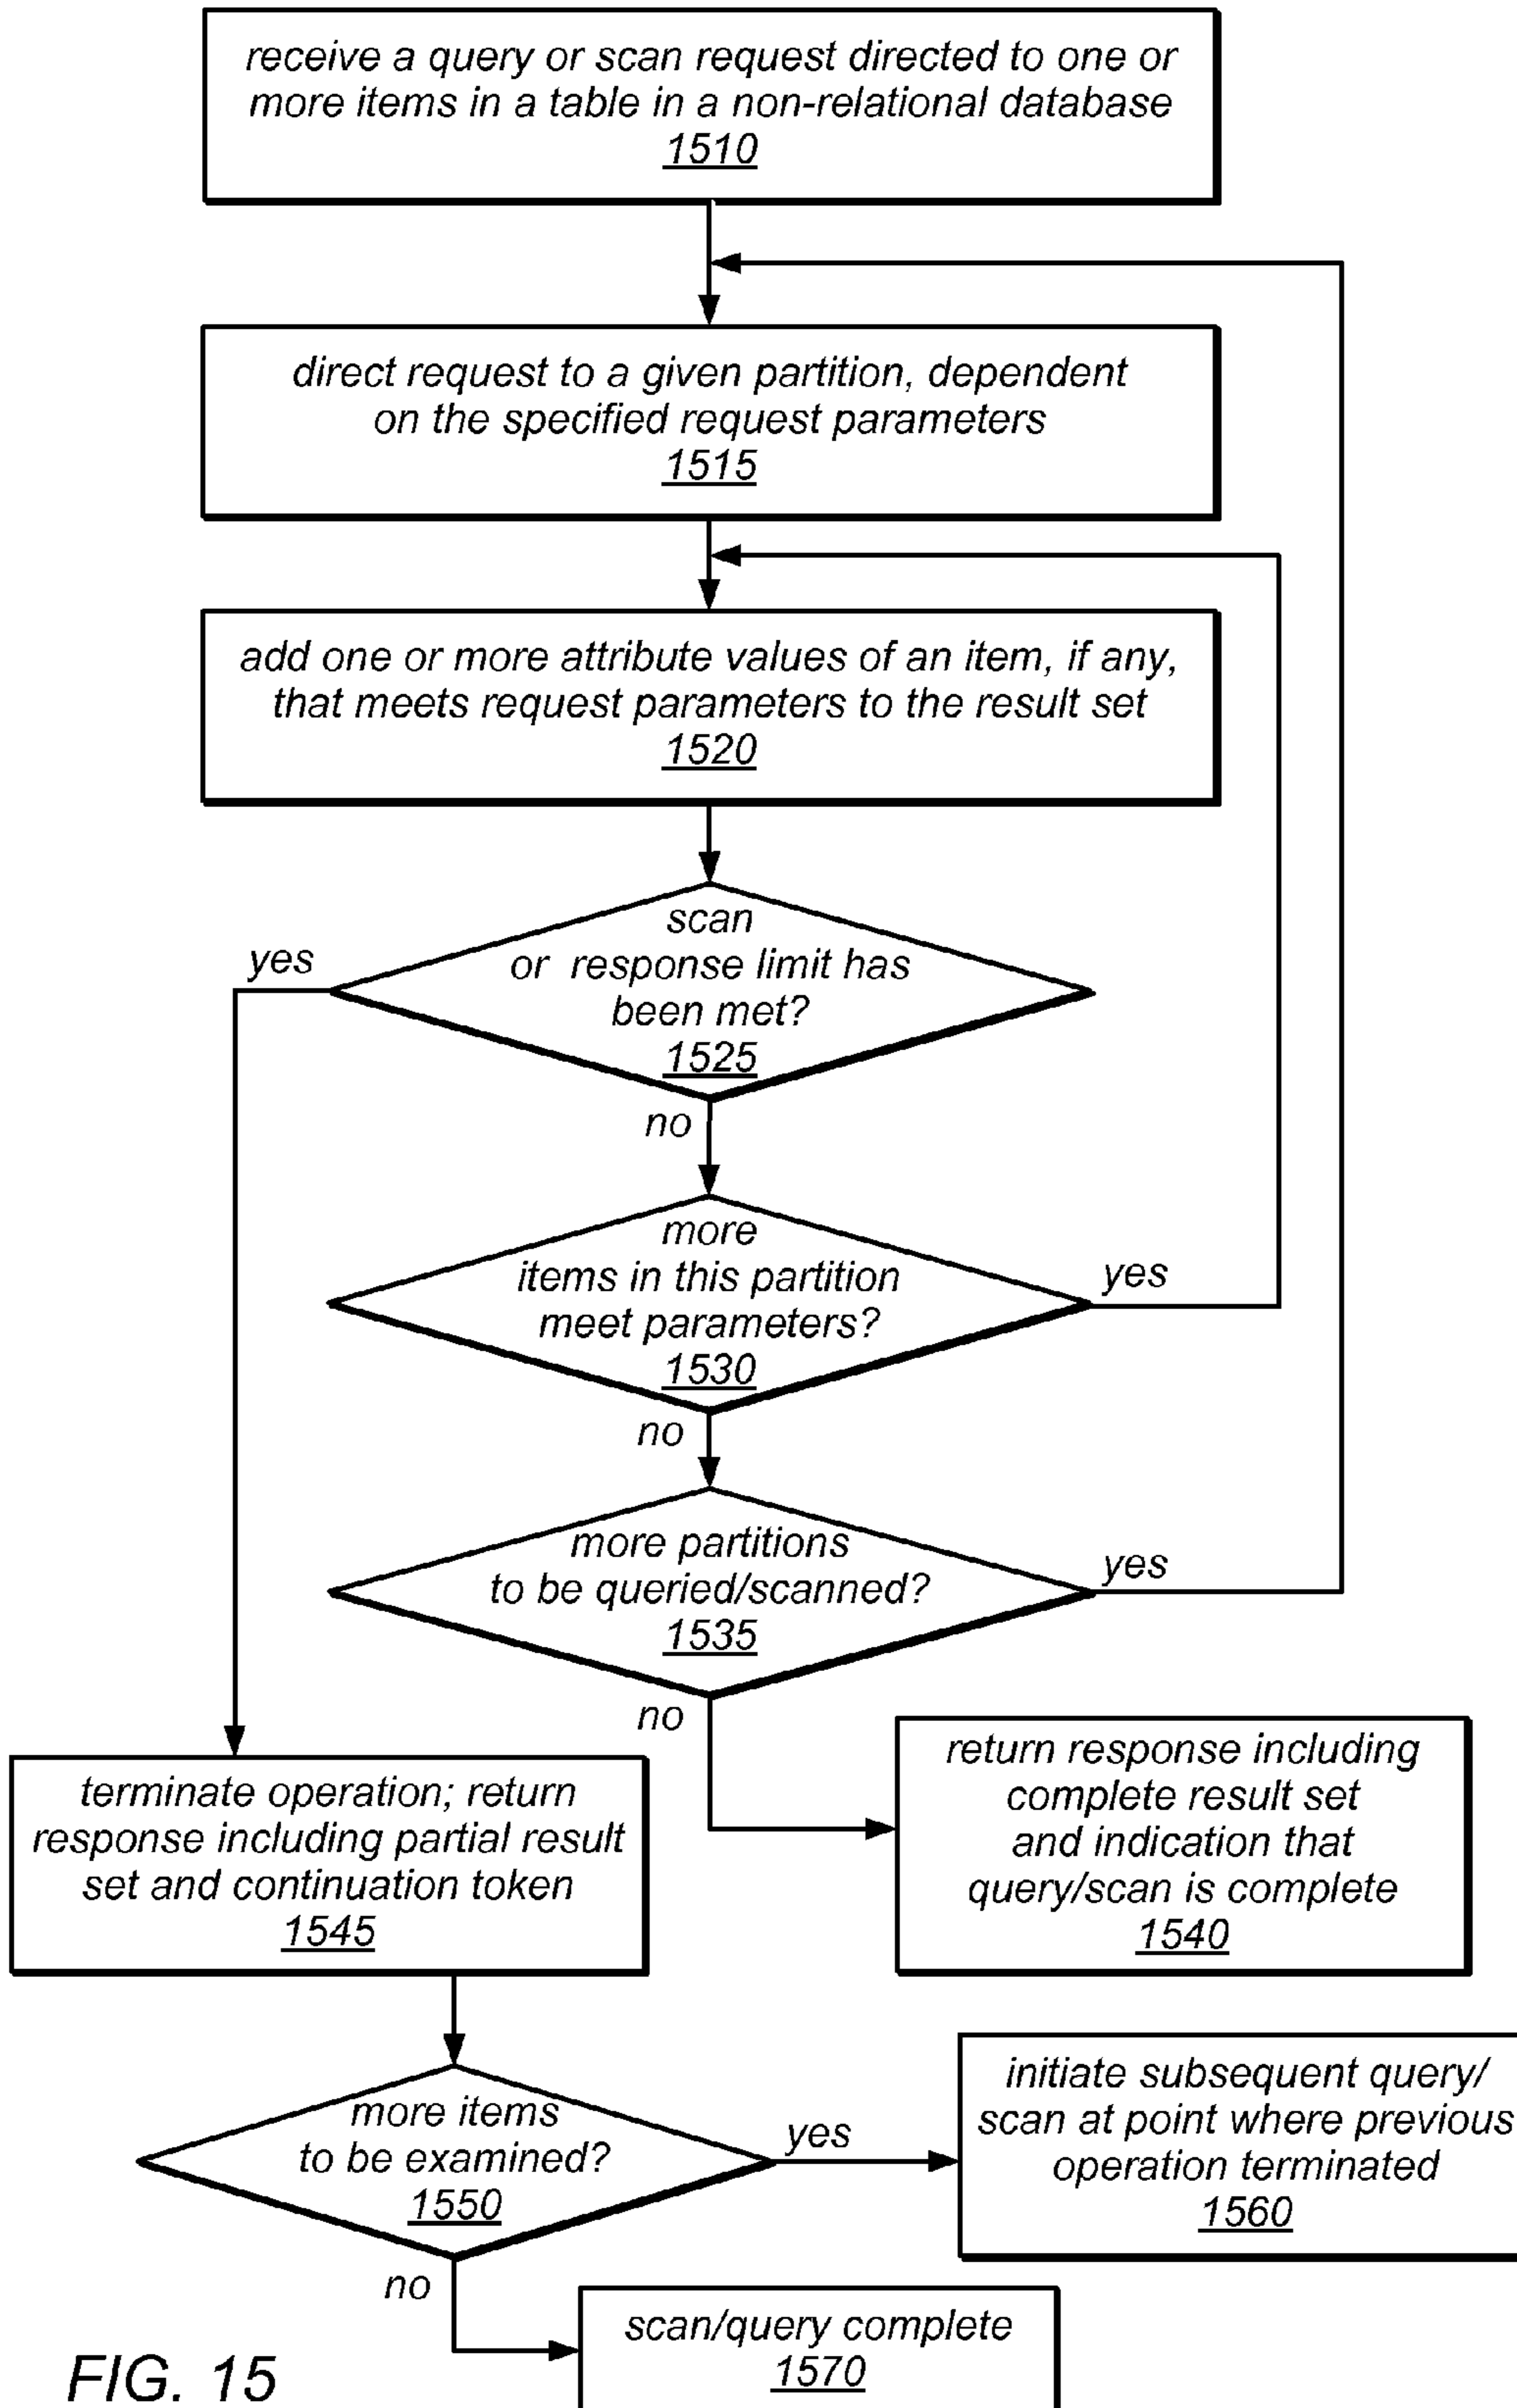 receive a query or scan request directed to one or
more items in a table in a non-relational database
1510
direct request to a given partition, dependent
on the specified request parameters
1515
add one or more attribute values of an item, if any,
that meets request parameters to the result set
1520
scan
or response limit has
been met?
1525
yes
no
more
items in this partition
meet parameters?
1530
yes
no
more partitions
to be queried/scanned?
1535
yes
no
return response including
complete result set
and indication that
query/scan is complete
1540
terminate operation; return
response including partial result
set and continuation token
1545
more items
to be examined?
1550
yes
initiate subsequent query/
scan at point where previous
operation terminated
1560
no
scan/query complete
1570
FIG. 15